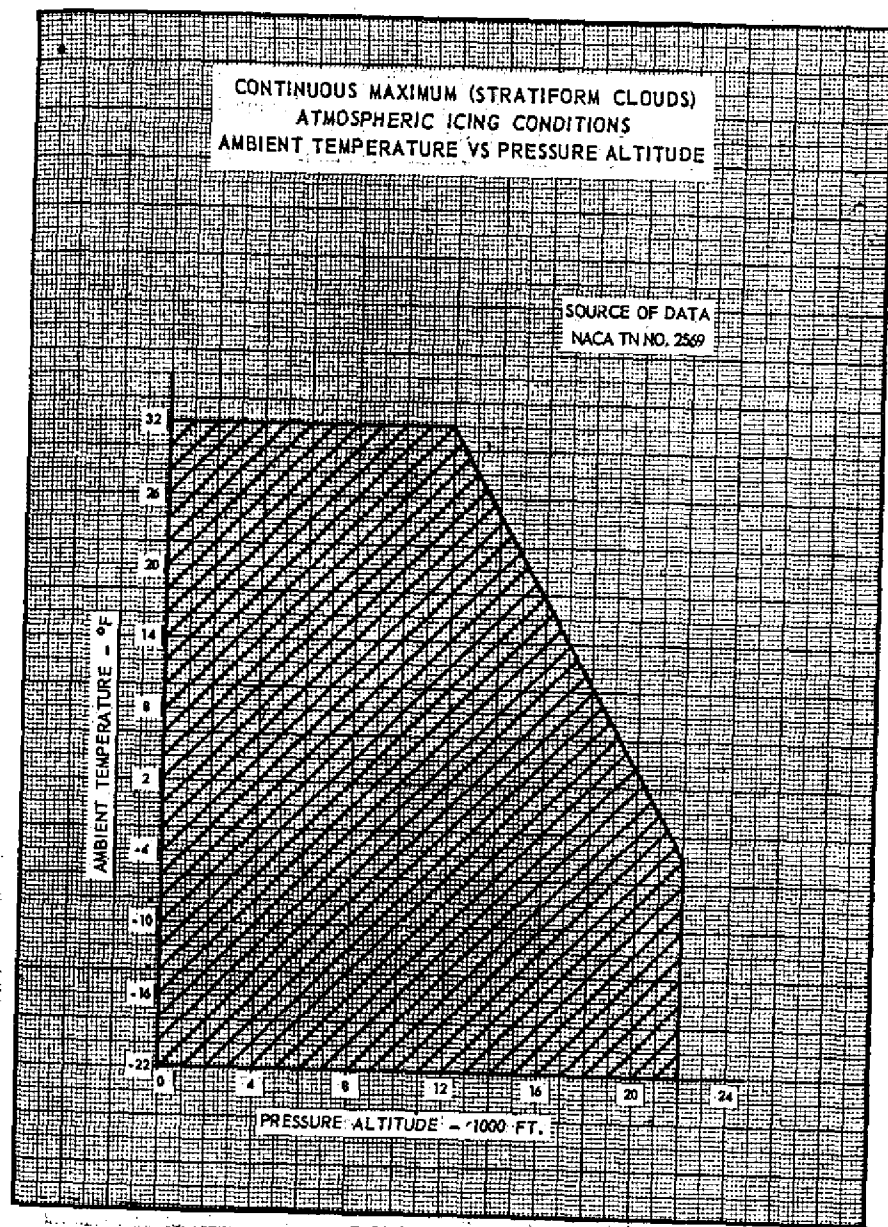 CONTINUOUS MAXIMUM (STRATIFORM CLOUDS)
ATMOSPHERIC ICING CONDITIONS
AMBIENT TEMPERATURE VS PRESSURE ALTITUDE
SOURCE OF DATA
NACA TN NO. 2569
32
26
20
14
8
2
-4
-10
-16
-22
AMBIENT TEMPERATURE - °F
0 4 8 12 16 20 24
PRESSURE ALTITUDE - 1000 FT.